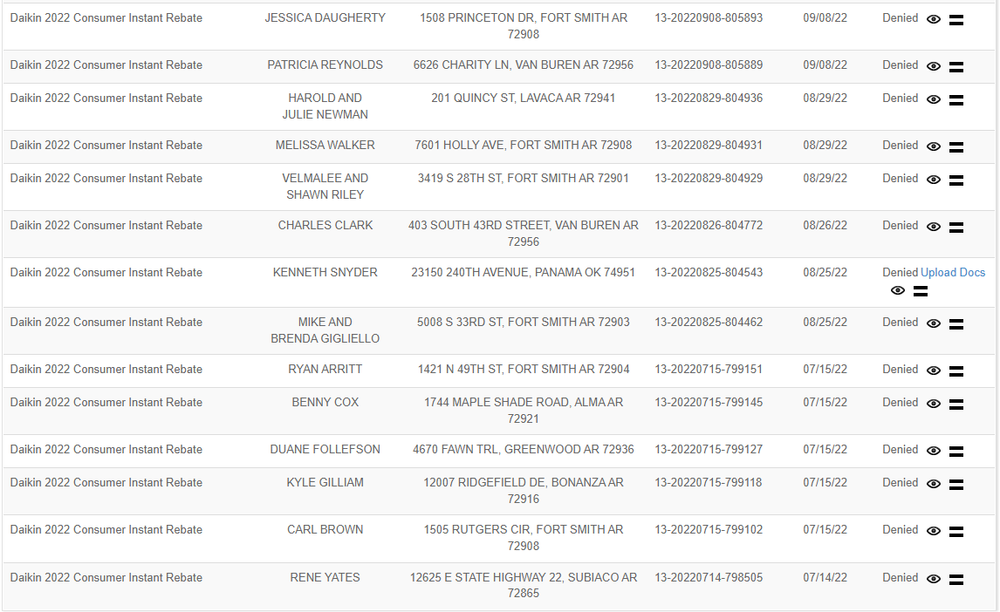 Daikin 2022 Consumer Instant Rebate JESSICA DAUGHERTY 1508 PRINCETON DR, FORT SMITH AR 13-20220908-805893 09/08/22 Denied
72908
Daikin 2022 Consumer Instant Rebate PATRICIA REYNOLDS 6626 CHARITY LN, VAN BUREN AR 72956 13-20220908-805889 09/08/22 Denied
Daikin 2022 Consumer Instant Rebate HAROLD AND 201 QUINCY ST, LAVACA AR 72941 13-20220829-804936 08/29/22 Denied
JULIE NEWMAN
Daikin 2022 Consumer Instant Rebate MELISSA WALKER 7601 HOLLY AVE, FORT SMITH AR 72908 13-20220829-804931 08/29/22 Denied
Daikin 2022 Consumer Instant Rebate VELMALEE AND 3419 S 28TH ST, FORT SMITH AR 72901 13-20220829-804929 08/29/22 Denied
SHAWN RILEY
Daikin 2022 Consumer Instant Rebate CHARLES CLARK 403 SOUTH 43RD STREET, VAN BUREN AR 13-20220826-804772 08/26/22 Denied
72956
Daikin 2022 Consumer Instant Rebate KENNETH SNYDER 23150 240TH AVENUE, PANAMA OK 74951 13-20220825-804543 08/25/22 Denied Upload Docs
Daikin 2022 Consumer Instant Rebate MIKE AND 5008 S 33RD ST, FORT SMITH AR 72903 13-20220825-804462 08/25/22 Denied
BRENDA GIGLIELLO
Daikin 2022 Consumer Instant Rebate RYAN ARRITT 1421 N 49TH ST, FORT SMITH AR 72904 13-20220715-799151 07/15/22 Denied
Daikin 2022 Consumer Instant Rebate BENNY COX 1744 MAPLE SHADE ROAD, ALMA AR 13-20220715-799145 07/15/22 Denied
72921
Daikin 2022 Consumer Instant Rebate DUANE FOLLEFSON 4670 FAWN TRL, GREENWOOD AR 72936 13-20220715-799127 07/15/22 Denied
Daikin 2022 Consumer Instant Rebate KYLE GILLIAM 12007 RIDGEFIELD DE, BONANZA AR 13-20220715-799118 07/15/22 Denied
72916
Daikin 2022 Consumer Instant Rebate CARL BROWN 1505 RUTGERS CIR, FORT SMITH AR 13-20220715-799102 07/15/22 Denied
72908
Daikin 2022 Consumer Instant Rebate RENE YATES 12625 E STATE HIGHWAY 22, SUBIACO AR 13-20220714-798505 07/14/22 Denied
72865